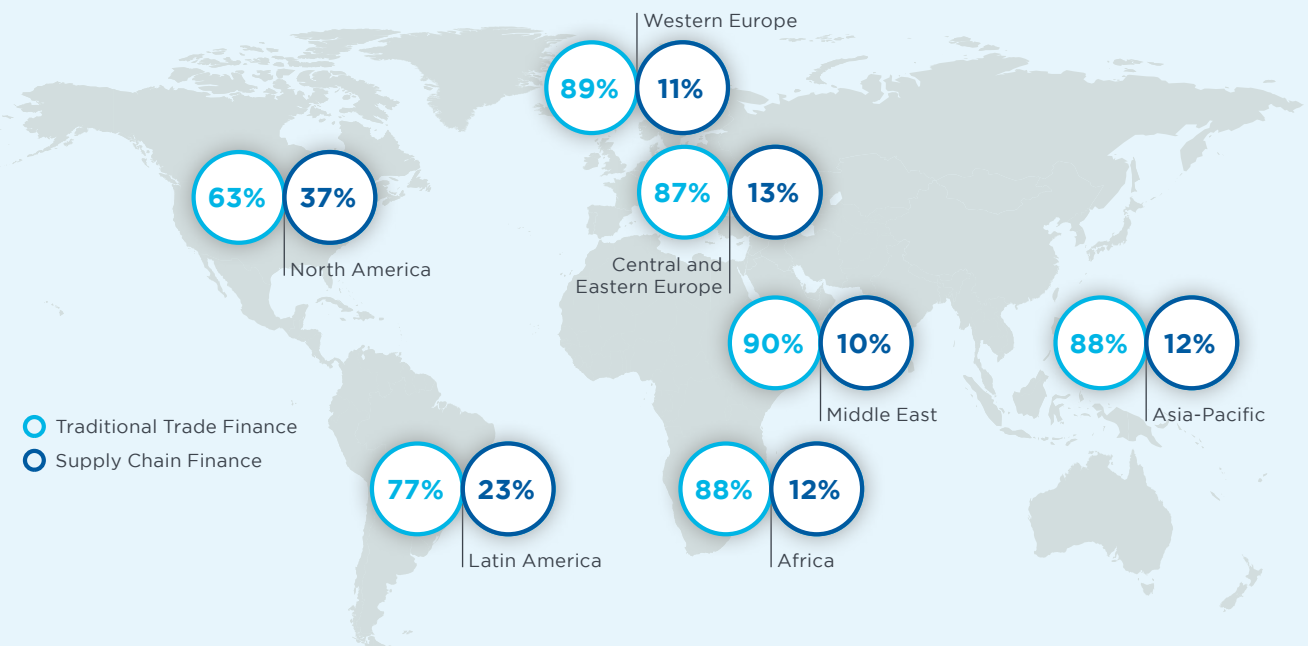 Western Europe
89% 11%
63% 37%
North America
87% 13%
Central and
Eastern Europe
90% 10%
Middle East
88% 12%
Asia-Pacific
Traditional Trade Finance
Supply Chain Finance
77% 23%
Latin America
88% 12%
Africa